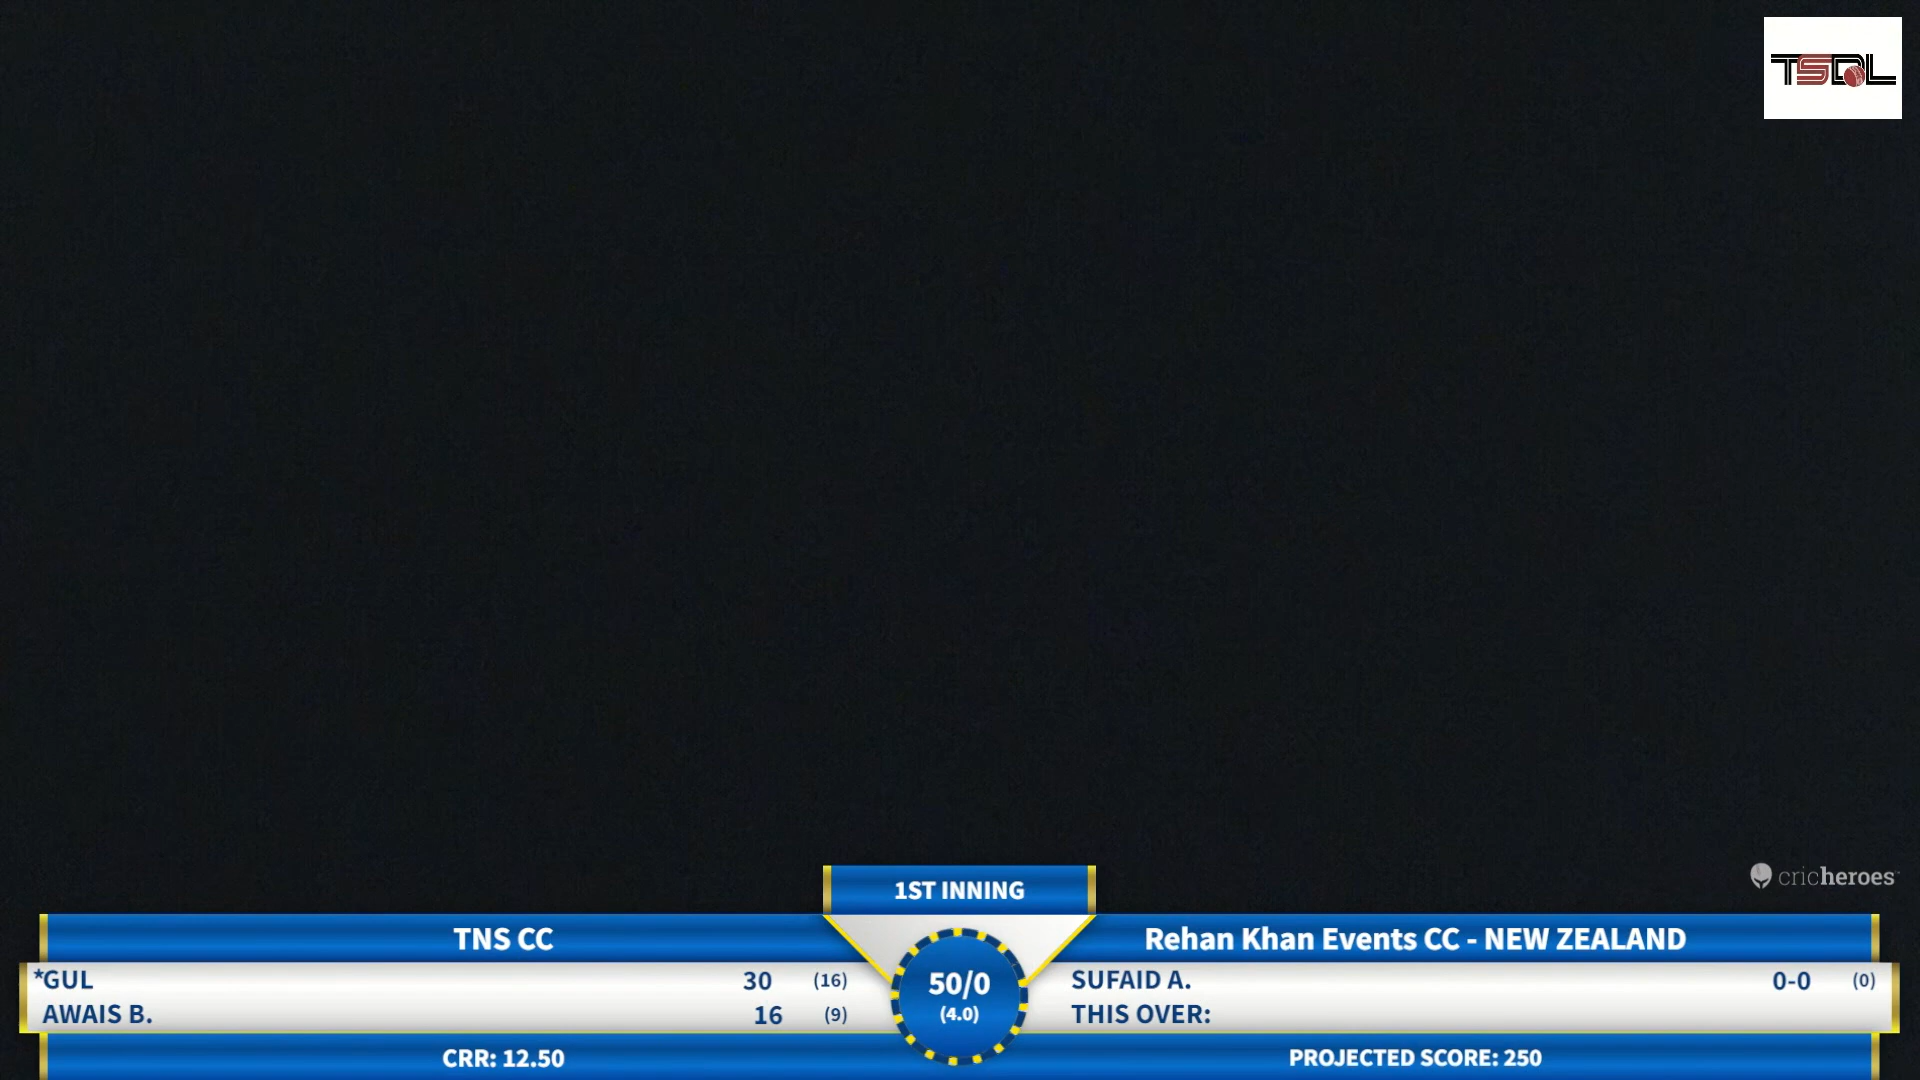 TSDL
cricheroes
1ST INNING
TNS CC
Rehan Khan Events CC - NEW ZEALAND
*GUL 30 (16)
AWAIS B. 16 (9)
50/0
(4.0)
SUFAID A. 0-0 (0)
THIS OVER:
CRR: 12.50
PROJECTED SCORE: 250